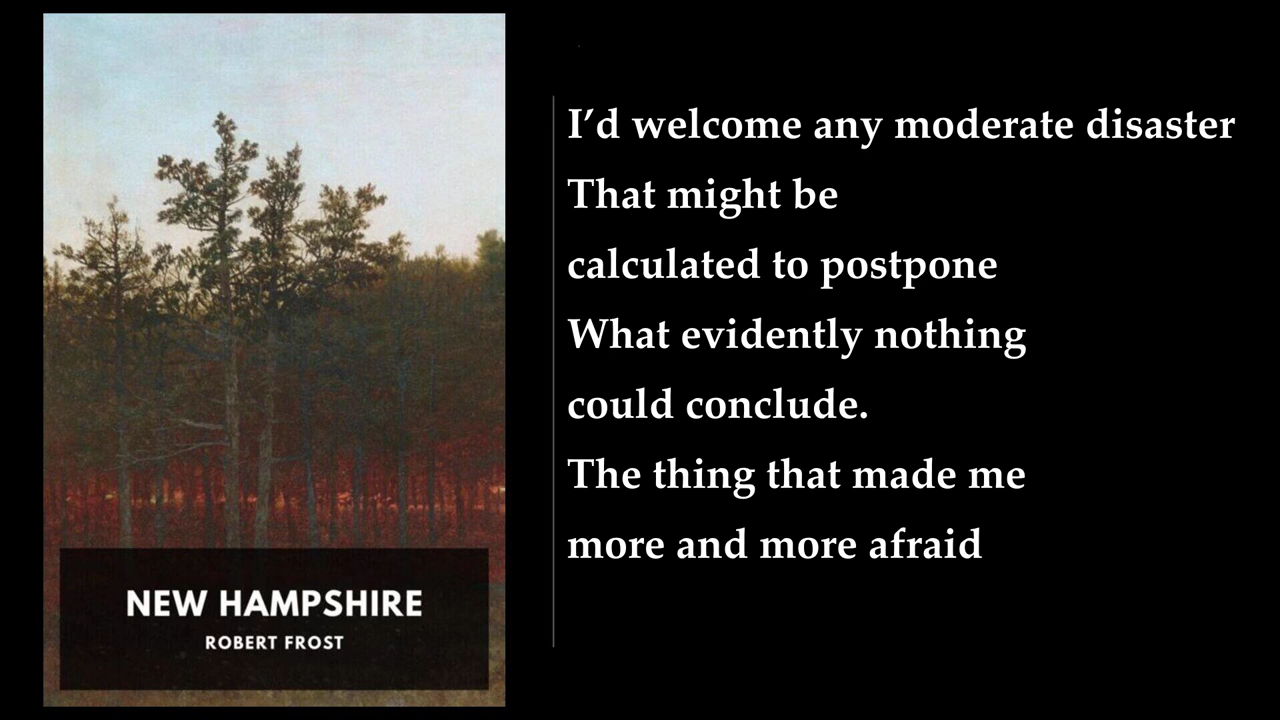 NEW HAMPSHIRE
ROBERT FROST
I’d welcome any moderate disaster
That might be
calculated to postpone
What evidently nothing
could conclude.
The thing that made me
more and more afraid